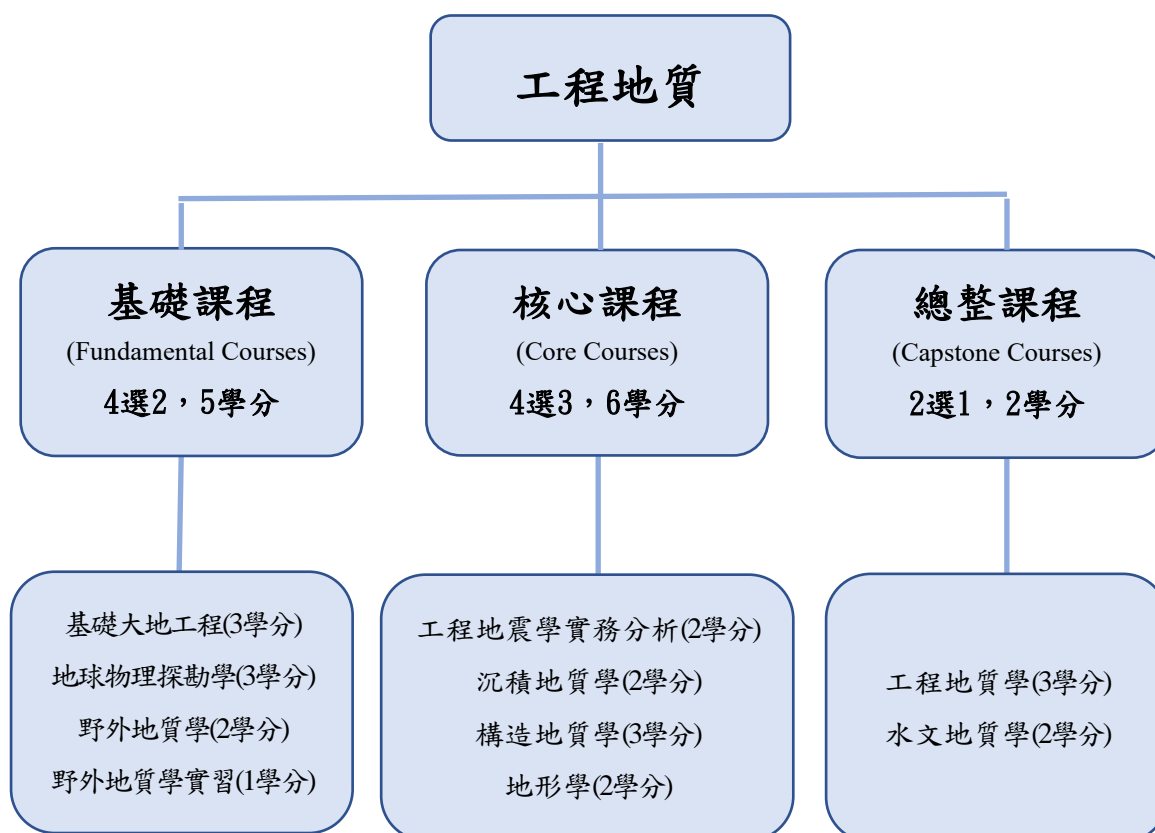 工程地質
基礎課程
(Fundamental Courses)
4選2，5學分
核心課程
(Core Courses)
4選3，6學分
總整課程
(Capstone Courses)
2選1，2學分
基礎大地工程(3學分)
地球物理探勘學(3學分)
野外地質學(2學分)
野外地質學實習(1學分)
工程地震學實務分析(2學分)
沉積地質學(2學分)
構造地質學(3學分)
地形學(2學分)
工程地質學(3學分)
水文地質學(2學分)